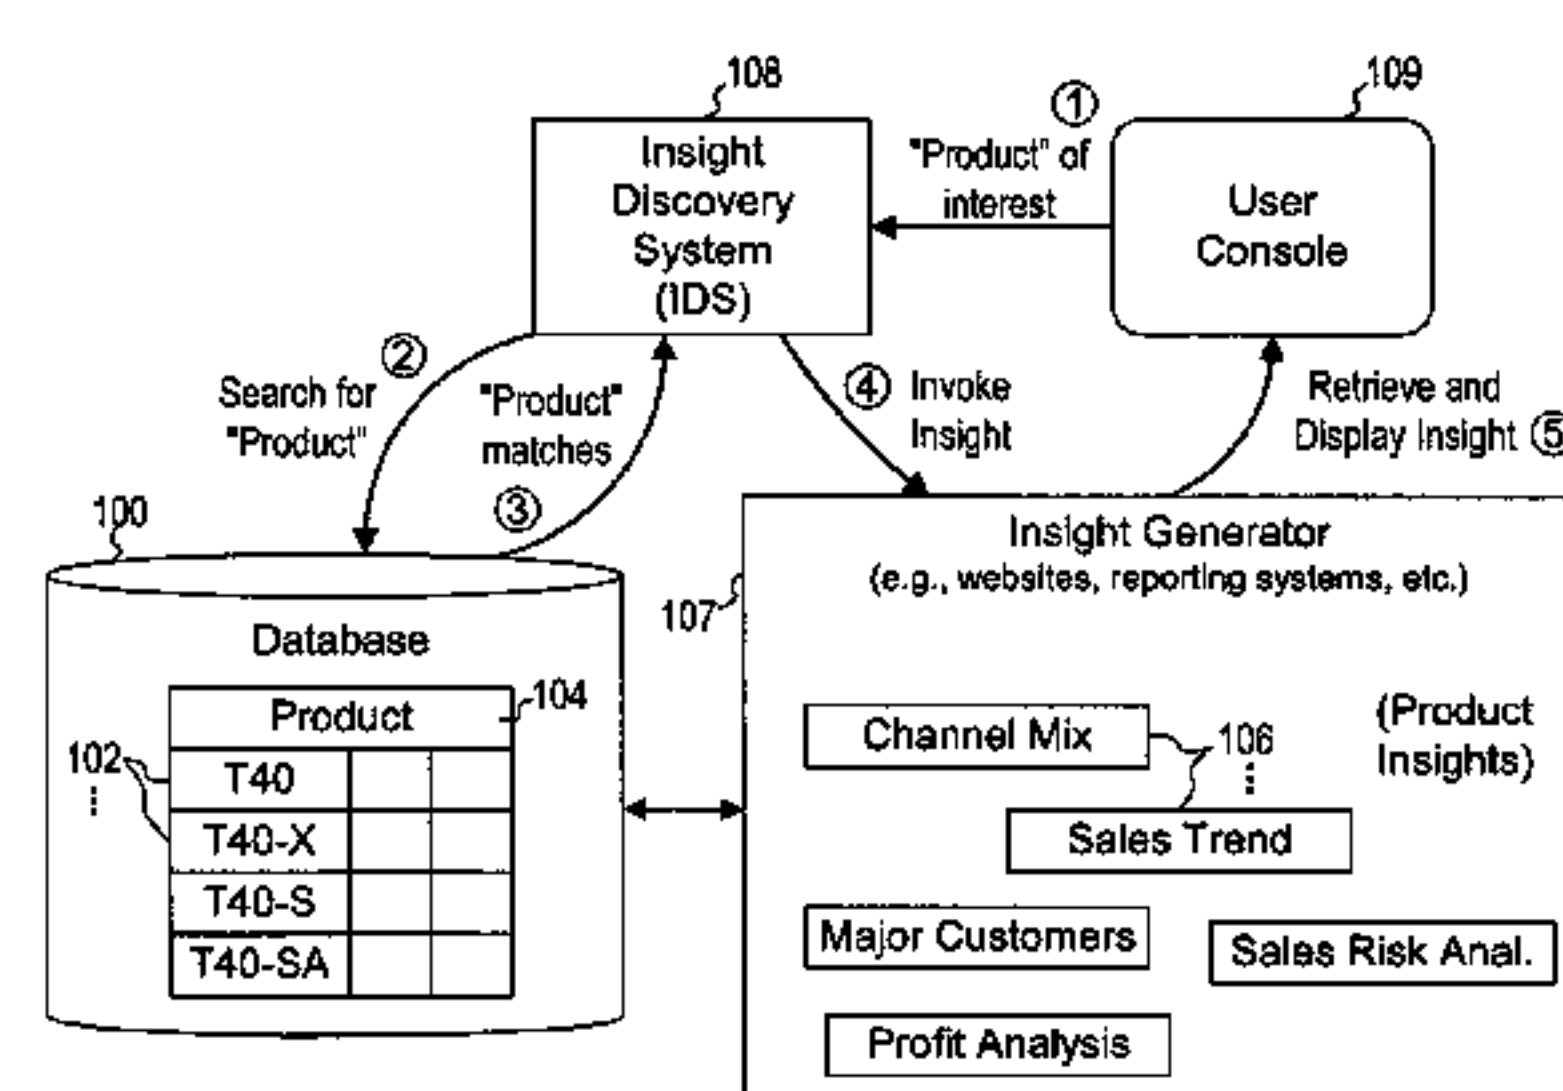 108
109
Insight
Discovery
System
(IDS)
①
"Product" of
interest
User
Console
②
Search for
"Product"
"Product"
matches
③
④ Invoke
Insight
Retrieve and
Display Insight ⑤
100
Database
Product
104
102
T40
T40-X
T40-S
T40-SA
107
Insight Generator
(e.g., websites, reporting systems, etc.)
Channel Mix
106
(Product
Insights)
Sales Trend
Major Customers
Sales Risk Anal.
Profit Analysis